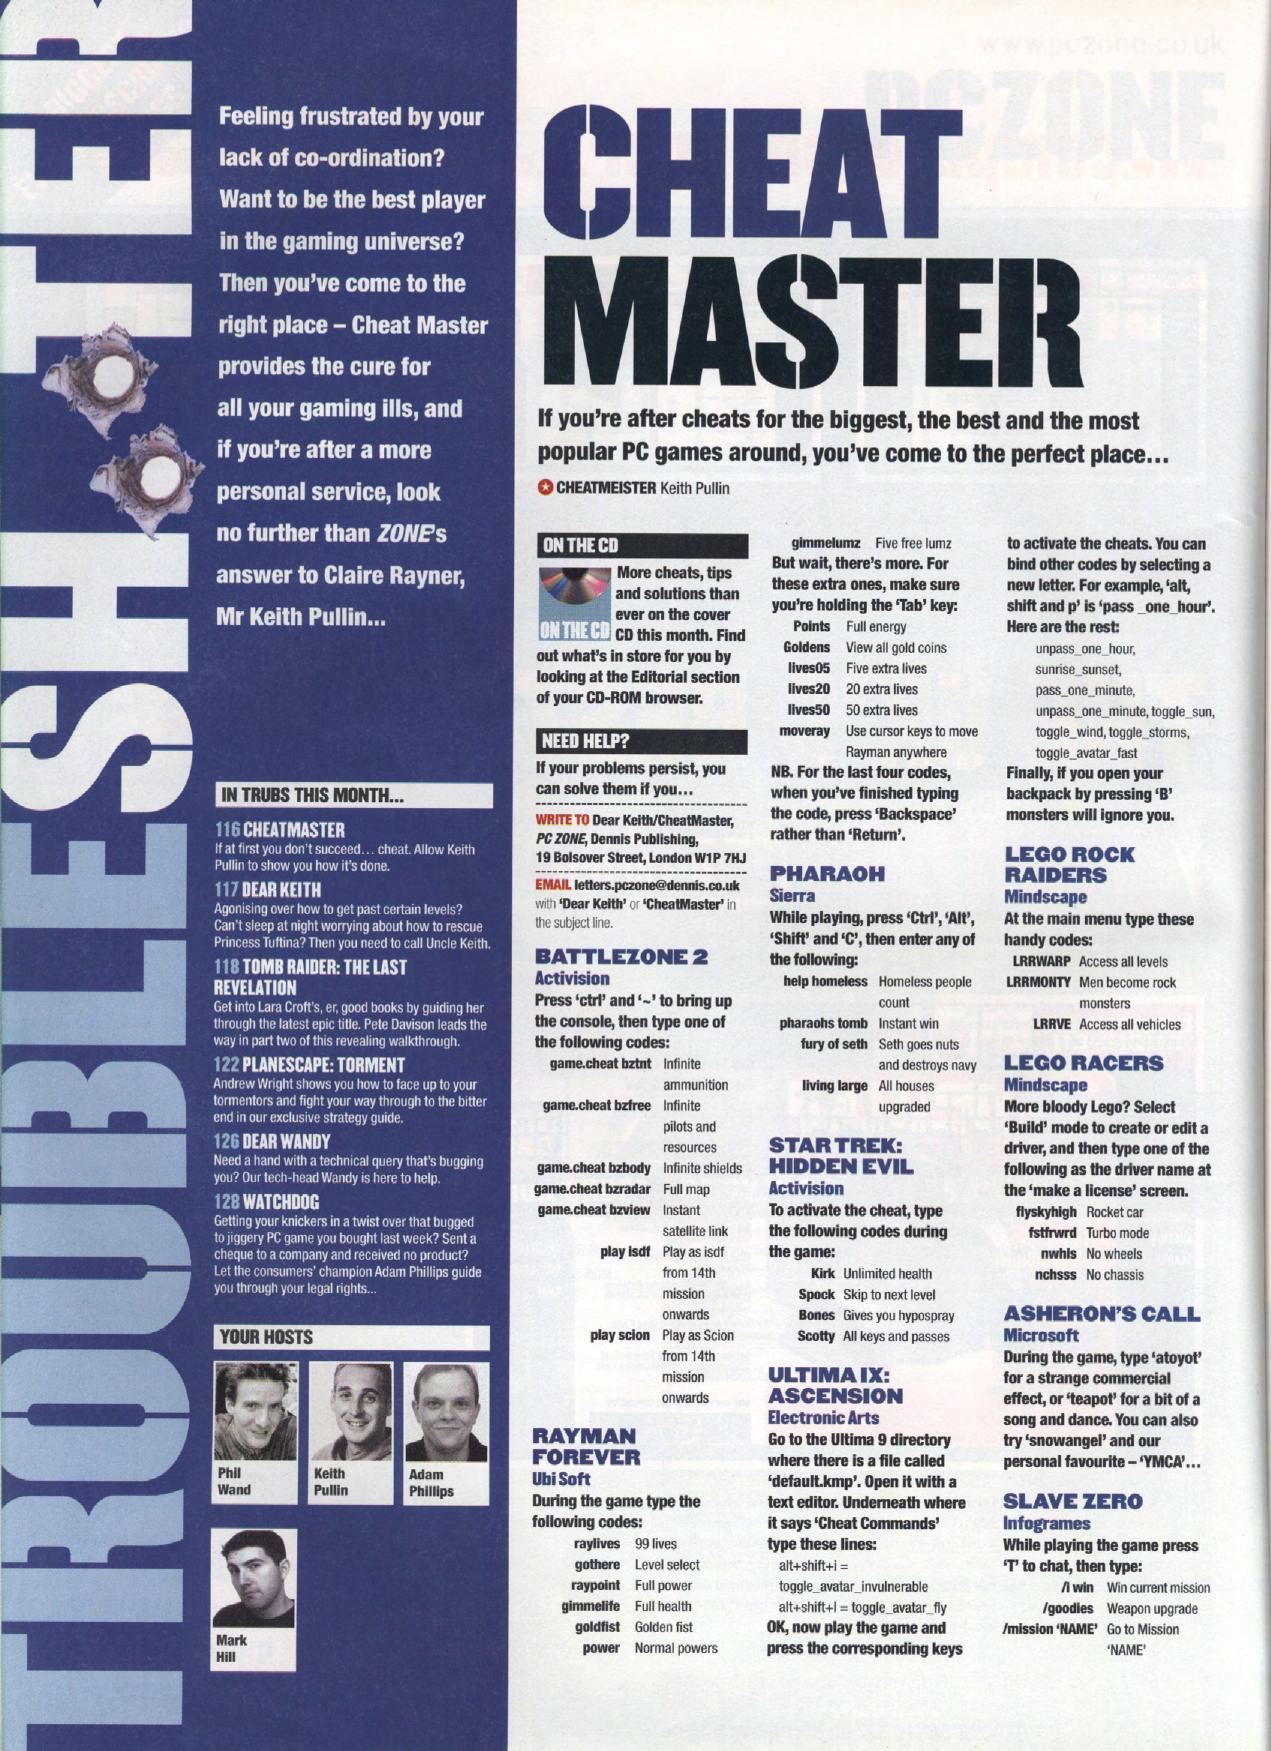 TROUBLESHOOTER
Feeling frustrated by your
lack of co-ordination?
Want to be the best player
in the gaming universe?
Then you've come to the
right place – Cheat Master
provides the cure for
all your gaming ills, and
if you're after a more
personal service, look
no further than ZONE's
answer to Claire Rayner,
Mr Keith Pullin...
IN TRUBS THIS MONTH...
116 CHEATMASTER
If at first you don't succeed... cheat. Allow Keith
Pullin to show you how it's done.
117 DEAR KEITH
Agonising over how to get past certain levels?
Can't sleep at night worrying about how to rescue
Princess Tuftina? Then you need to call Uncle Keith.
118 TOMB RAIDER: THE LAST
REVELATION
Get into Lara Croft's, er, good books by guiding her
through the latest epic title. Pete Davison leads the
way in part two of this revealing walkthrough.
122 PLANESCAPE: TORMENT
Andrew Wright shows you how to face up to your
tormentors and fight your way through to the bitter
end in our exclusive strategy guide.
126 DEAR WANDY
Need a hand with a technical query that's bugging
you? Our tech-head Wandy is here to help.
128 WATCHDOG
Getting your knickers in a twist over that bugged
to jiggery PC game you bought last week? Sent a
cheque to a company and received no product?
Let the consumers' champion Adam Phillips guide
you through your legal rights...
YOUR HOSTS
Phil
Wand
Keith
Pullin
Adam
Phillips
Mark
Hill
CHEAT
MASTER
If you're after cheats for the biggest, the best and the most
popular PC games around, you've come to the perfect place...
CHEATMEISTER Keith Pullin
ON THE CD
ON THE CD
More cheats, tips
and solutions than
ever on the cover
CD this month. Find
out what's in store for you by
looking at the Editorial section
of your CD-ROM browser.
NEED HELP?
If your problems persist, you
can solve them if you...
WRITE TO Dear Keith/CheatMaster,
PC ZONE, Dennis Publishing,
19 Bolsover Street, London W1P 7HJ
EMAIL letters.pczone@dennis.co.uk
with 'Dear Keith' or 'CheatMaster' in
the subject line.
BATTLEZONE 2
Activision
Press 'ctrl' and '~' to bring up
the console, then type one of
the following codes:
game.cheat bztnt Infinite
ammunition
game.cheat bzfree Infinite
pilots and
resources
game.cheat bzbody Infinite shields
game.cheat bzradar Full map
game.cheat bzview Instant
satellite link
play isdf Play as isdf
from 14th
mission
onwards
play scion Play as Scion
from 14th
mission
onwards
RAYMAN
FOREVER
Ubi Soft
During the game type the
following codes:
raylives 99 lives
gothere Level select
raypoint Full power
gimmelife Full health
goldfist Golden fist
power Normal powers
gimmelumz Five free lumz
But wait, there's more. For
these extra ones, make sure
you're holding the 'Tab' key:
Points Full energy
Goldens View all gold coins
lives05 Five extra lives
lives20 20 extra lives
lives50 50 extra lives
moveray Use cursor keys to move
Rayman anywhere
NB. For the last four codes,
when you've finished typing
the code, press 'Backspace'
rather than 'Return'.
PHARAOH
Sierra
While playing, press 'Ctrl', 'Alt',
'Shift' and 'C', then enter any of
the following:
help homeless Homeless people
count
pharaohs tomb Instant win
fury of seth Seth goes nuts
and destroys navy
living large All houses
upgraded
STAR TREK:
HIDDEN EVIL
Activision
To activate the cheat, type
the following codes during
the game:
Kirk Unlimited health
Spock Skip to next level
Bones Gives you hypospray
Scotty All keys and passes
ULTIMA IX:
ASCENSION
Electronic Arts
Go to the Ultima 9 directory
where there is a file called
'default.kmp'. Open it with a
text editor. Underneath where
it says 'Cheat Commands'
type these lines:
alt+shift+i =
toggle_avatar_invulnerable
alt+shift+l = toggle_avatar_fly
OK, now play the game and
press the corresponding keys
to activate the cheats. You can
bind other codes by selecting a
new letter. For example, 'alt,
shift and p' is 'pass _one_hour'.
Here are the rest:
unpass_one_hour,
sunrise_sunset,
pass_one_minute,
unpass_one_minute, toggle_sun,
toggle_wind, toggle_storms,
toggle_avatar_fast
Finally, if you open your
backpack by pressing 'B'
monsters will ignore you.
LEGO ROCK
RAIDERS
Mindscape
At the main menu type these
handy codes:
LRRWARP Access all levels
LRRMONTY Men become rock
monsters
LRRVE Access all vehicles
LEGO RACERS
Mindscape
More bloody Lego? Select
'Build' mode to create or edit a
driver, and then type one of the
following as the driver name at
the 'make a license' screen.
flyskyhigh Rocket car
fstfrwrd Turbo mode
nwhls No wheels
nchsss No chassis
ASHERON'S CALL
Microsoft
During the game, type 'atoyot'
for a strange commercial
effect, or 'teapot' for a bit of a
song and dance. You can also
try 'snowangel' and our
personal favourite – 'YMCA'...
SLAVE ZERO
Infogrames
While playing the game press
'T' to chat, then type:
/I win Win current mission
/goodies Weapon upgrade
/mission 'NAME' Go to Mission
'NAME'